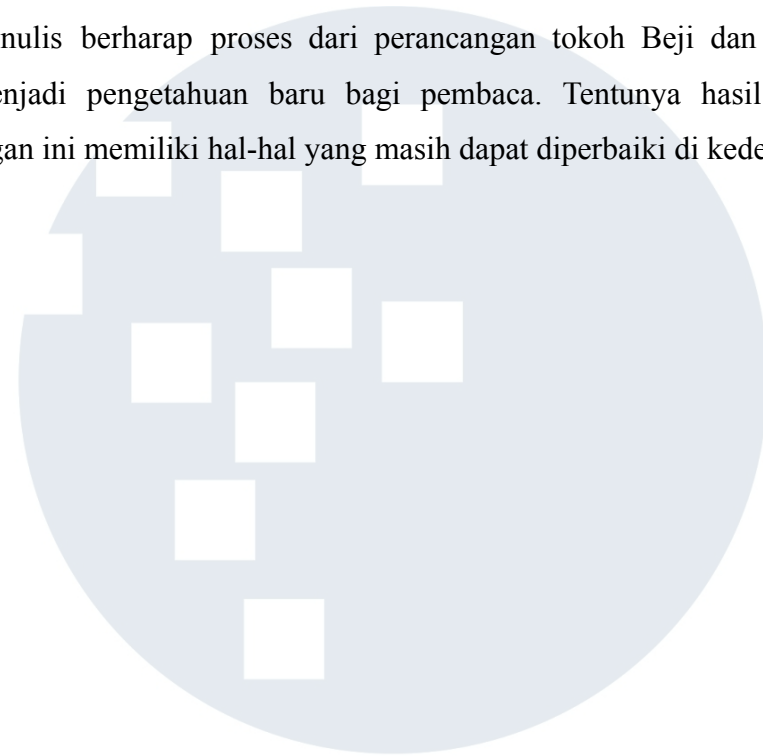 nulis berharap proses dari perancangan tokoh Beji dan
enjadi pengetahuan baru bagi pembaca. Tentunya hasil
gan ini memiliki hal-hal yang masih dapat diperbaiki di kede